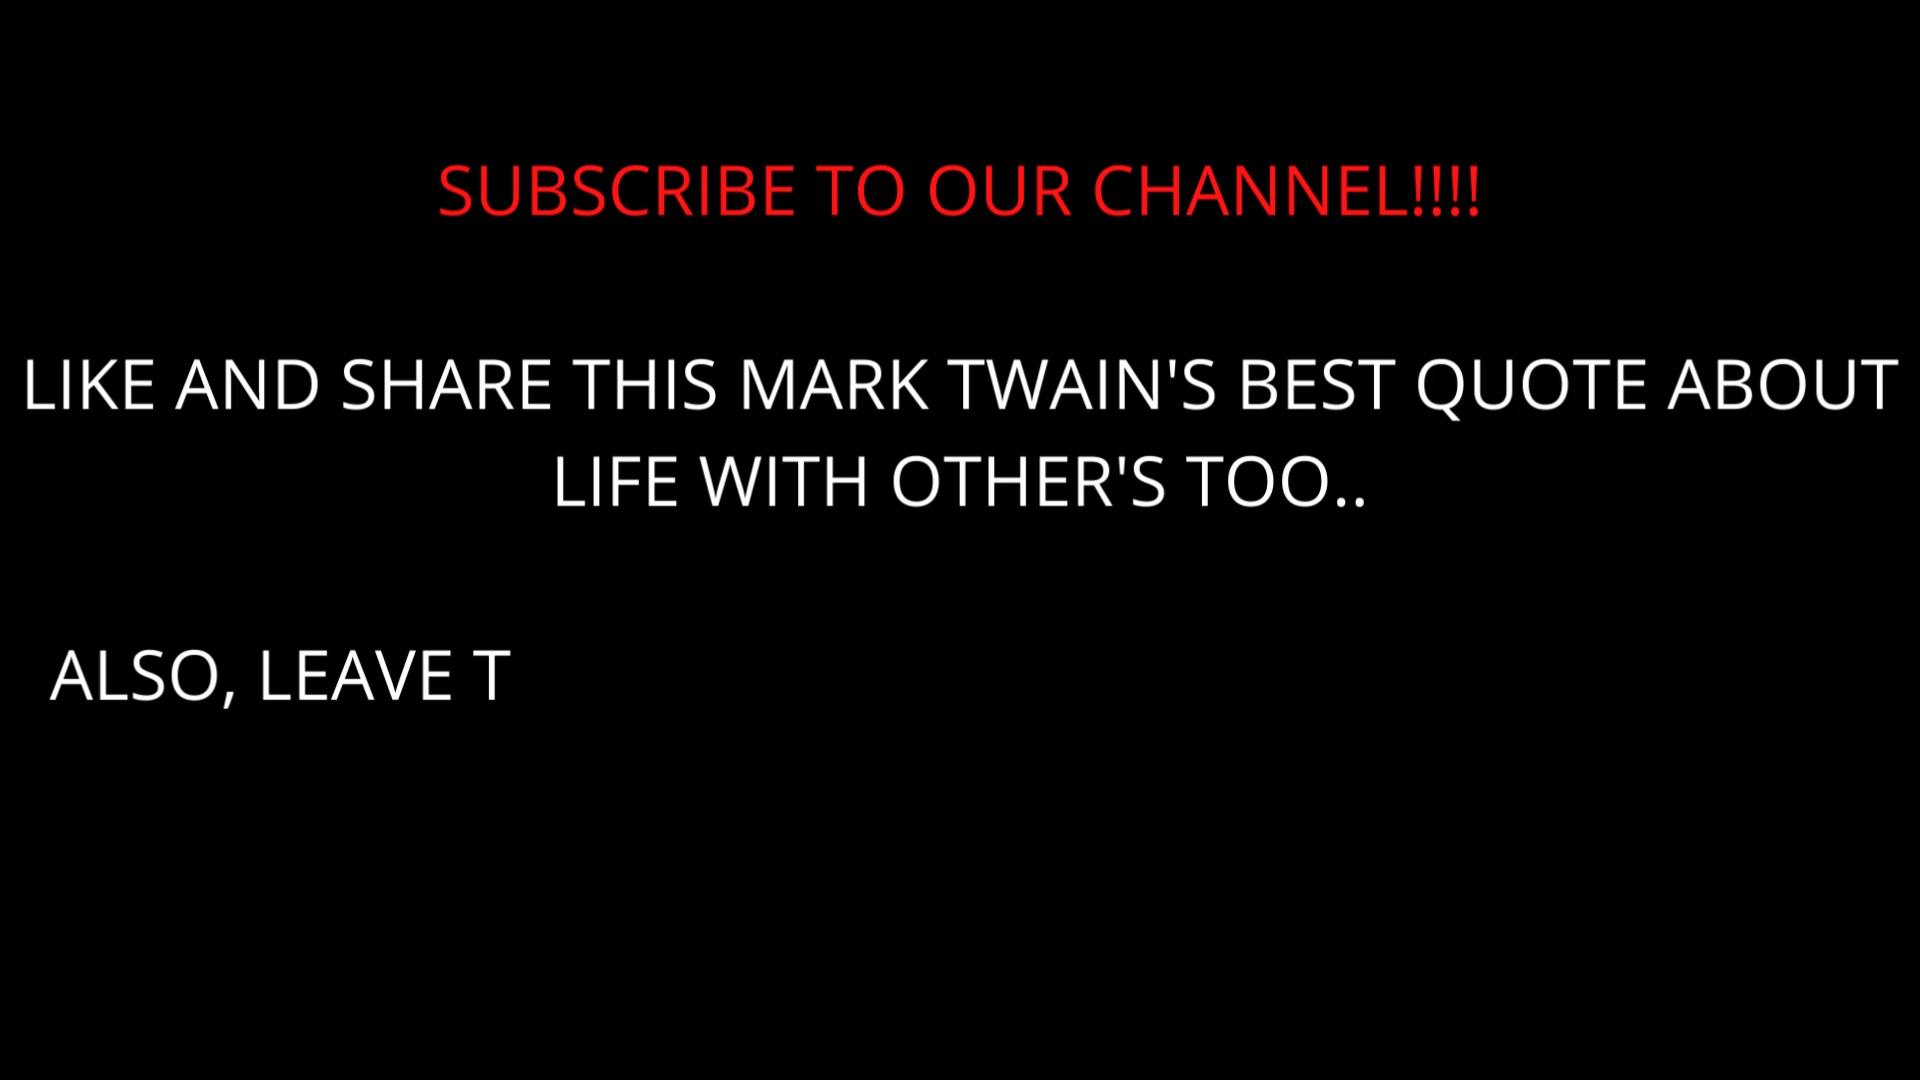 SUBSCRIBE TO OUR CHANNEL!!!!
LIKE AND SHARE THIS MARK TWAIN'S BEST QUOTE ABOUT
LIFE WITH OTHER'S TOO..
ALSO, LEAVE T